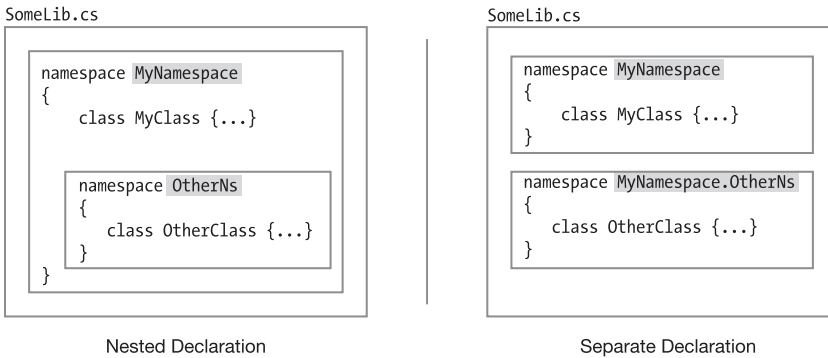 SomeLib.cs
namespace MyNamespace
{
class MyClass {...}
namespace OtherNs
{
class OtherClass {...}
}
}
Nested Declaration
SomeLib.cs
namespace MyNamespace
{
class MyClass {...}
}
namespace MyNamespace.OtherNs
{
class OtherClass {...}
}
Separate Declaration